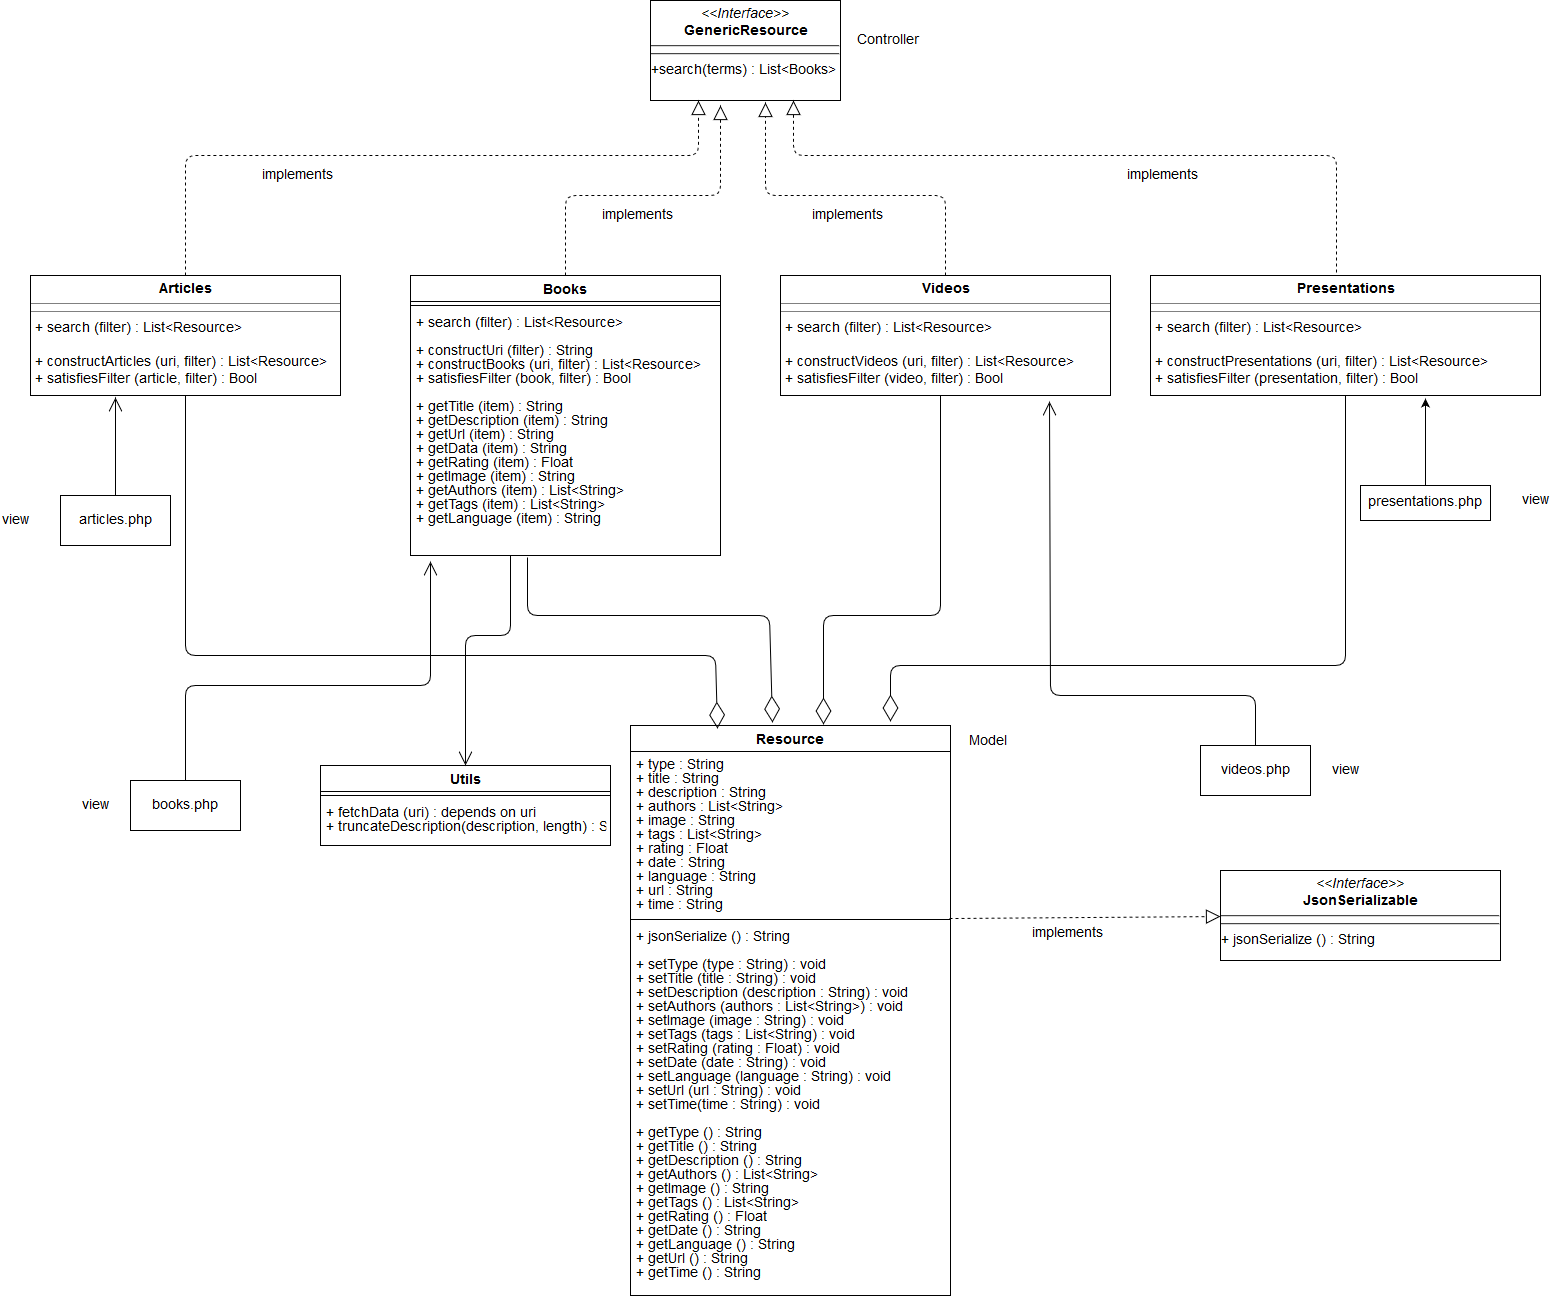 <<Interface>>
GenericResource
+search(terms) : List<Books>
Controller
implements
implements
implements
implements
Articles
+ search (filter) : List<Resource>
+ constructArticles (uri, filter) : List<Resource>
+ satisfiesFilter (article, filter) : Bool
Books
+ search (filter) : List<Resource>
+ constructUri (filter) : String
+ constructBooks (uri, filter) : List<Resource>
+ satisfiesFilter (book, filter) : Bool
+ getTitle (item) : String
+ getDescription (item) : String
+ getUrl (item) : String
+ getData (item) : String
+ getRating (item) : Float
+ getImage (item) : String
+ getAuthors (item) : List<String>
+ getTags (item) : List<String>
+ getLanguage (item) : String
Videos
+ search (filter) : List<Resource>
+ constructVideos (uri, filter) : List<Resource>
+ satisfiesFilter (video, filter) : Bool
Presentations
+ search (filter) : List<Resource>
+ constructPresentations (uri, filter) : List<Resource>
+ satisfiesFilter (presentation, filter) : Bool
view
articles.php
presentations.php
view
view
books.php
Utils
+ fetchData (uri) : depends on uri
+ truncateDescription(description, length) : S
Resource
+ type : String
+ title : String
+ description : String
+ authors : List<String>
+ image : String
+ tags : List<String>
+ rating : Float
+ date : String
+ language : String
+ url : String
+ time : String
+ jsonSerialize () : String
+ setType (type : String) : void
+ setTitle (title : String) : void
+ setDescription (description : String) : void
+ setAuthors (authors : List<String>) : void
+ setImage (image : String) : void
+ setTags (tags : List<String) : void
+ setRating (rating : Float) : void
+ setDate (date : String) : void
+ setLanguage (language : String) : void
+ setUrl (url : String) : void
+ setTime(time : String) : void
+ getType () : String
+ getTitle () : String
+ getDescription () : String
+ getAuthors () : List<String>
+ getImage () : String
+ getTags () : List<String>
+ getRating () : Float
+ getDate () : String
+ getLanguage () : String
+ getUrl () : String
+ getTime () : String
Model
videos.php
view
implements
<<Interface>>
JsonSerializable
+ jsonSerialize () : String